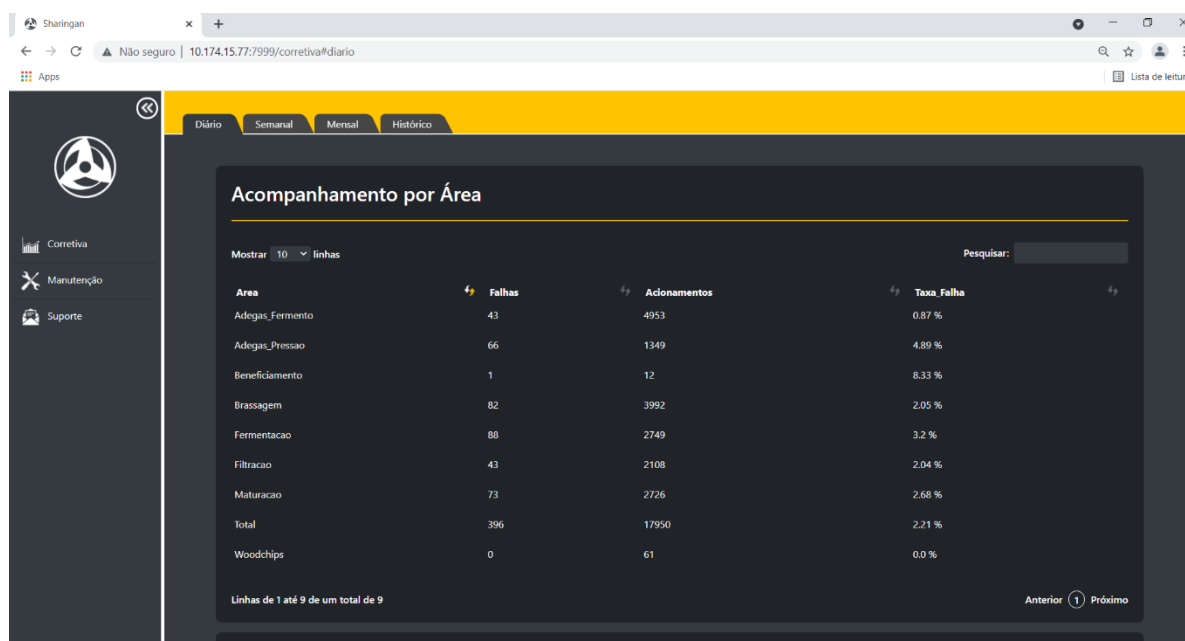 Sharingan
Não seguro | 10.174.15.77:7999/corretiva#diario
Apps
Lista de leitur
Diário Semanal Mensal Histórico
Acompanhamento por Área
Corretiva
Manutenção
Suporte
Mostrar 10 linhas Pesquisar:
Area Falhas Acionamentos Taxa_Falha
Adegas_Fermento 43 4953 0.87 %
Adegas_Pressao 66 1349 4.89 %
Beneficiamento 1 12 8.33 %
Brassagem 82 3992 2.05 %
Fermentacao 88 2749 3.2 %
Filtracao 43 2108 2.04 %
Maturacao 73 2726 2.68 %
Total 396 17950 2.21 %
Woodchips 0 61 0.0 %
Linhas de 1 até 9 de um total de 9 Anterior 1 Próximo